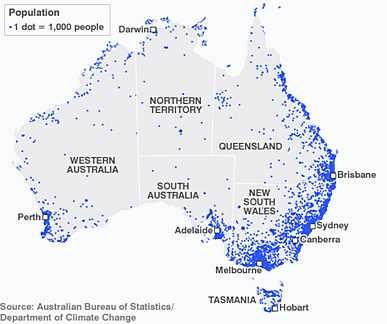 Population
1 dot = 1,000 people
Darwin
NORTHERN
TERRITORY
QUEENSLAND
WESTERN
AUSTRALIA
SOUTH
AUSTRALIA
NEW
SOUTH
WALES
Brisbane
Perth
Adelaide
Sydney
Canberra
Melbourne
TASMANIA
Hobart
Source: Australian Bureau of Statistics/
Department of Climate Change